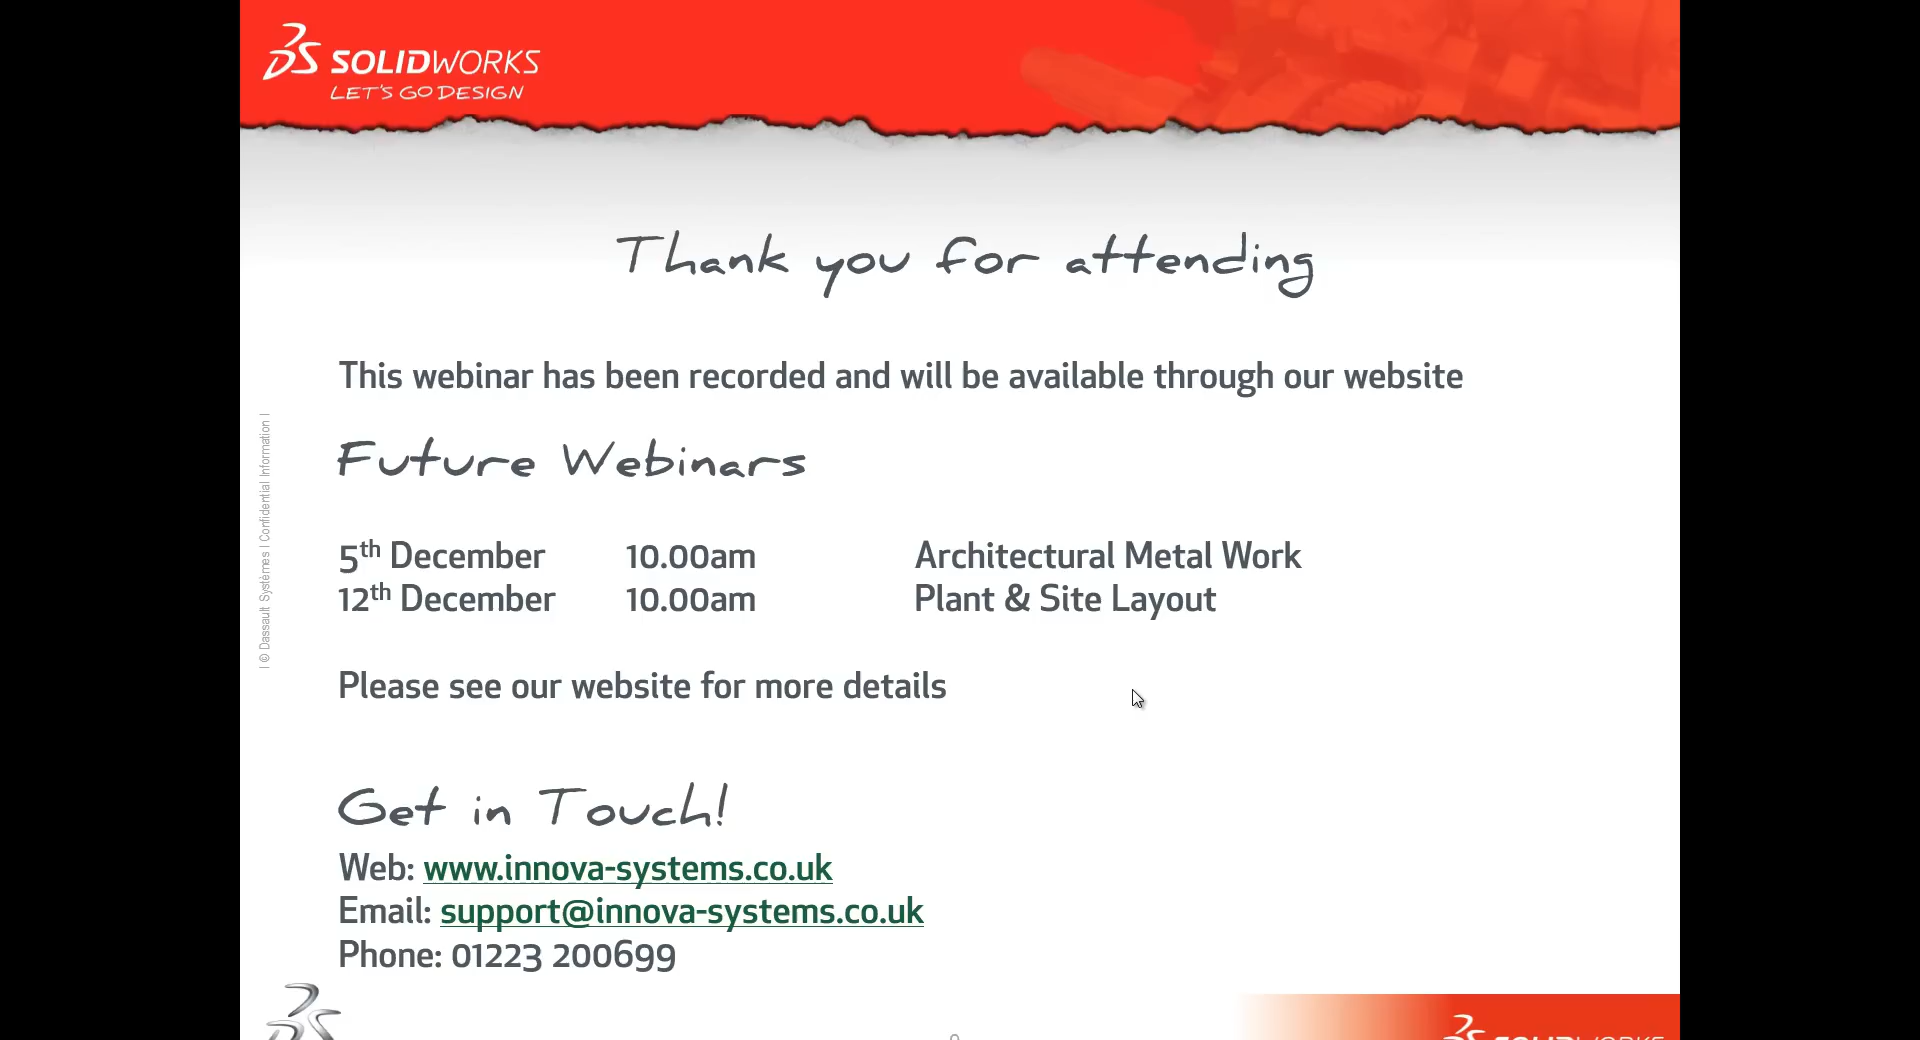 SOLIDWORKS
LET'S GO DESIGN
Thank you for attending
This webinar has been recorded and will be available through our website
Future Webinars
5th December 10.00am Architectural Metal Work
12th December 10.00am Plant & Site Layout
Please see our website for more details
Get in Touch!
Web: www.innova-systems.co.uk
Email: support@innova-systems.co.uk
Phone: 01223 200699
| © Dassault Systèmes | Confidential Information |
SOLIDWORKS